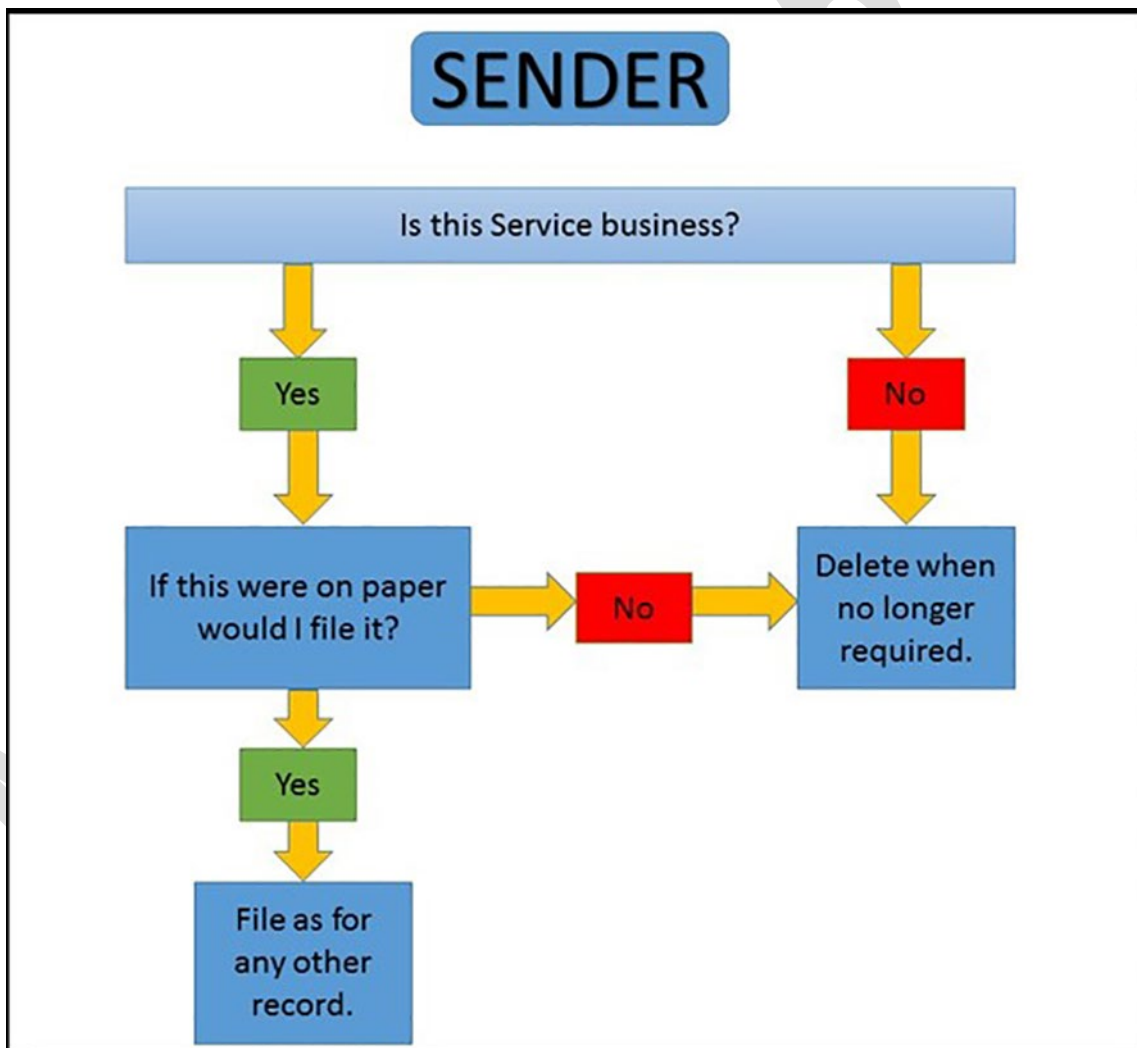 SENDER
Is this Service business?
Yes
No
If this were on paper
would I file it?
No
Delete when
no longer
required.
Yes
File as for
any other
record.